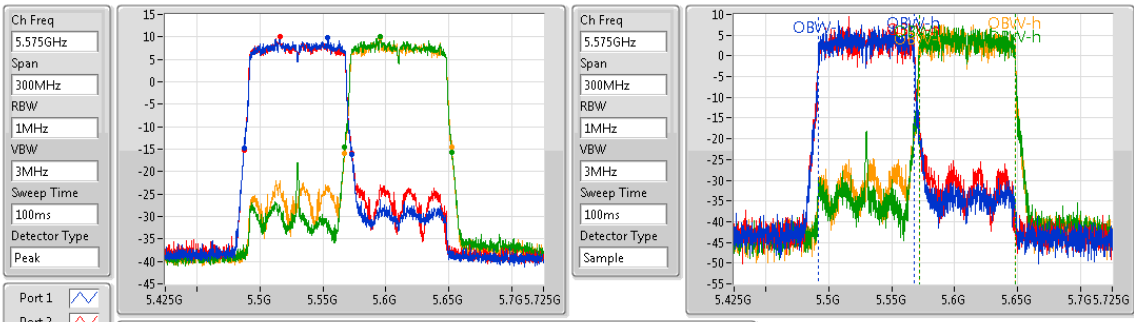 Ch Freq
5.575GHz
Span
300MHz
RBW
1MHz
VBW
3MHz
Sweep Time
100ms
Detector Type
Peak
Port 1
15-
10-
5-
0-
-5-
-10-
-15-
-20-
-25-
-30-
-35-
-40-
-45-
5.425G 5.5G 5.55G 5.6G 5.65G 5.7G 5.725G
Ch Freq
5.575GHz
Span
300MHz
RBW
1MHz
VBW
3MHz
Sweep Time
100ms
Detector Type
Sample
10-
5-
0-
-5-
-10-
-15-
-20-
-25-
-30-
-35-
-40-
-45-
-50-
-55-
OBW-l OBW-h OBW-h
OBW-h
5.425G 5.5G 5.55G 5.6G 5.65G 5.7G 5.725G